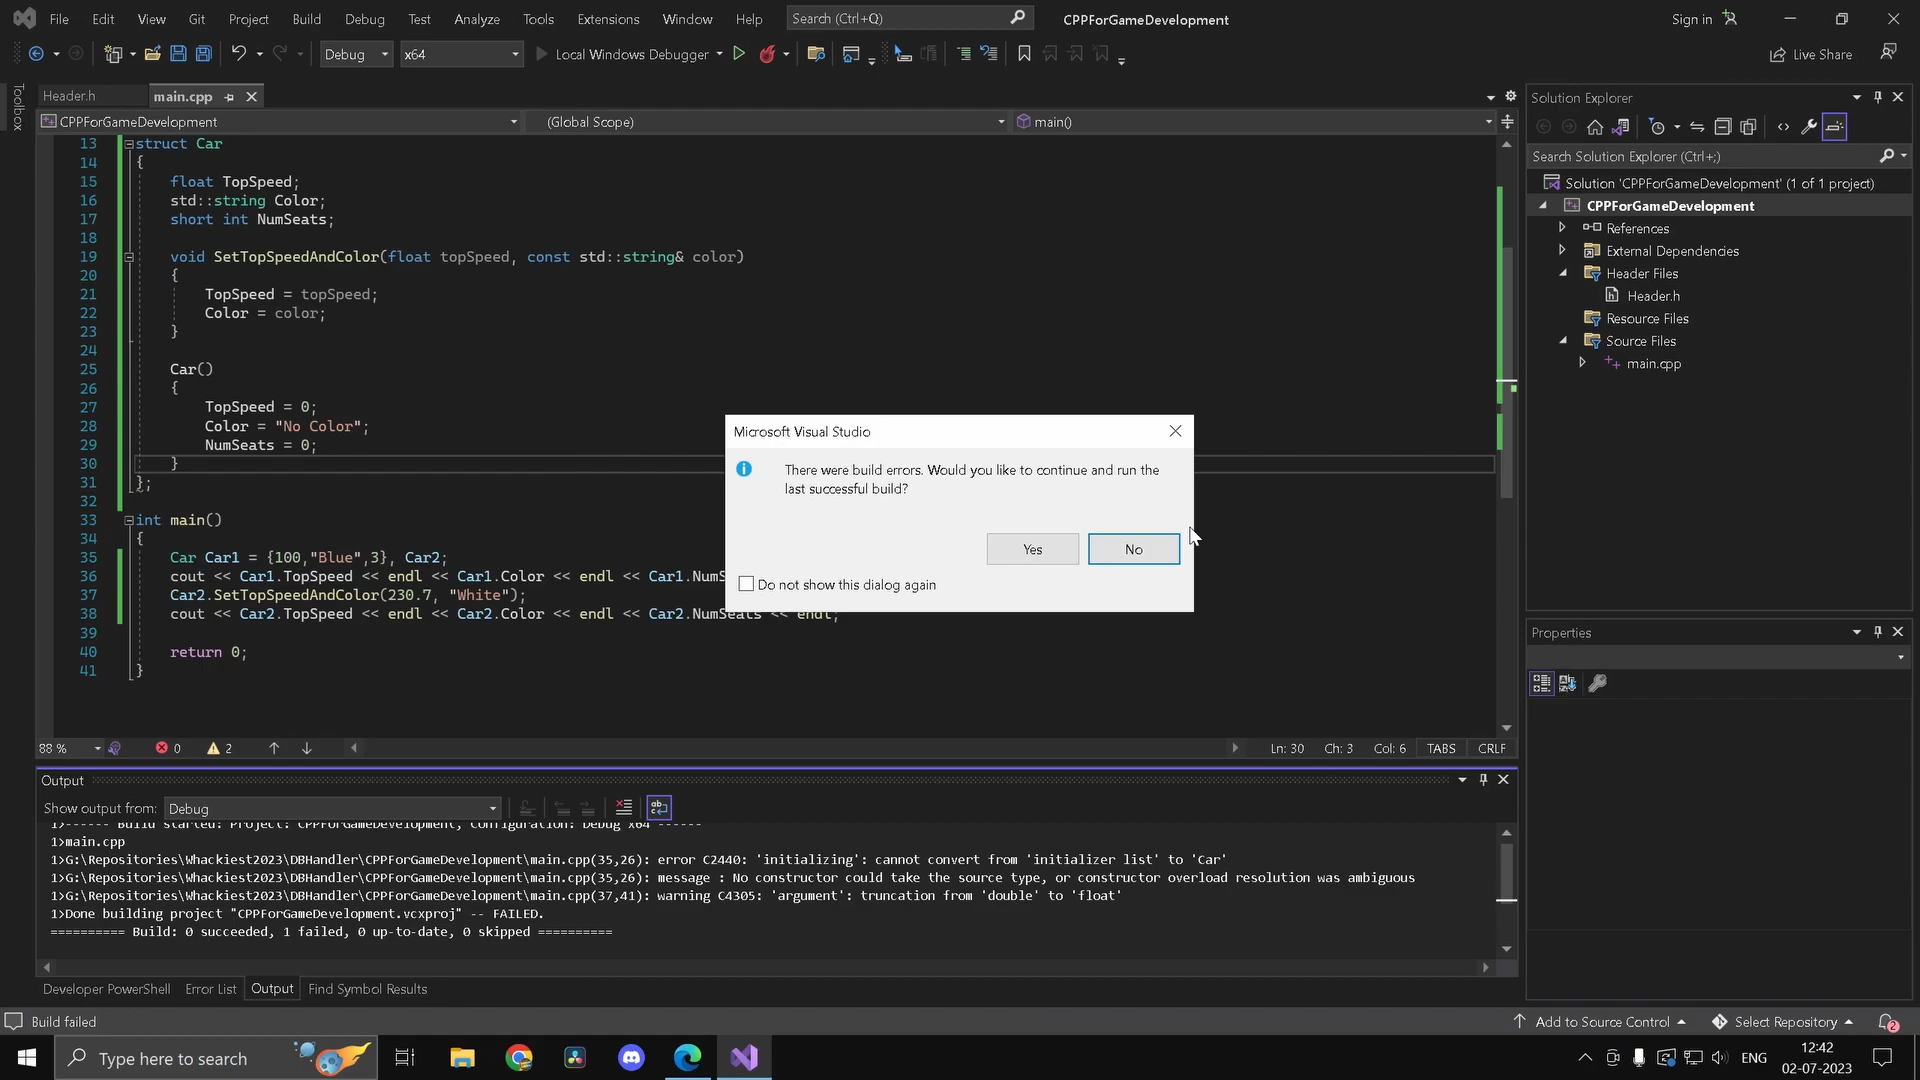 File Edit View Git Project Build Debug Test Analyze Tools Extensions Window Help Search (Ctrl+Q) CPPForGameDevelopment Sign in
Debug x64 Local Windows Debugger Live Share
Toolbox
Header.h main.cpp
CPPForGameDevelopment (Global Scope) main()
13 struct Car
14 {
15 float TopSpeed;
16 std::string Color;
17 short int NumSeats;
18
19 void SetTopSpeedAndColor(float topSpeed, const std::string& color)
20 {
21 TopSpeed = topSpeed;
22 Color = color;
23 }
24
25 Car()
26 {
27 TopSpeed = 0;
28 Color = "No Color";
29 NumSeats = 0;
30 }
31 };
32
33 int main()
34 {
35 Car Car1 = {100,"Blue",3}, Car2;
36 cout << Car1.TopSpeed << endl << Car1.Color << endl << Car1.NumS
37 Car2.SetTopSpeedAndColor(230.7, "White");
38 cout << Car2.TopSpeed << endl << Car2.Color << endl << Car2.NumSeats << endl;
39
40 return 0;
41 }
Microsoft Visual Studio
There were build errors. Would you like to continue and run the
last successful build?
Yes No
Do not show this dialog again
88 % 0 2 Ln: 30 Ch: 3 Col: 6 TABS CRLF
Output
Show output from: Debug
1>------ Build started: Project: CPPForGameDevelopment, Configuration: Debug x64 ------
1>main.cpp
1>G:\Repositories\Whackiest2023\DBHandler\CPPForGameDevelopment\main.cpp(35,26): error C2440: 'initializing': cannot convert from 'initializer list' to 'Car'
1>G:\Repositories\Whackiest2023\DBHandler\CPPForGameDevelopment\main.cpp(35,26): message : No constructor could take the source type, or constructor overload resolution was ambiguous
1>G:\Repositories\Whackiest2023\DBHandler\CPPForGameDevelopment\main.cpp(37,41): warning C4305: 'argument': truncation from 'double' to 'float'
1>Done building project "CPPForGameDevelopment.vcxproj" -- FAILED.
========== Build: 0 succeeded, 1 failed, 0 up-to-date, 0 skipped ==========
Developer PowerShell Error List Output Find Symbol Results
Solution Explorer
Search Solution Explorer (Ctrl+;)
Solution 'CPPForGameDevelopment' (1 of 1 project)
CPPForGameDevelopment
References
External Dependencies
Header Files
Header.h
Resource Files
Source Files
main.cpp
Properties
Build failed Add to Source Control Select Repository 2
Type here to search ENG 12:42
02-07-2023